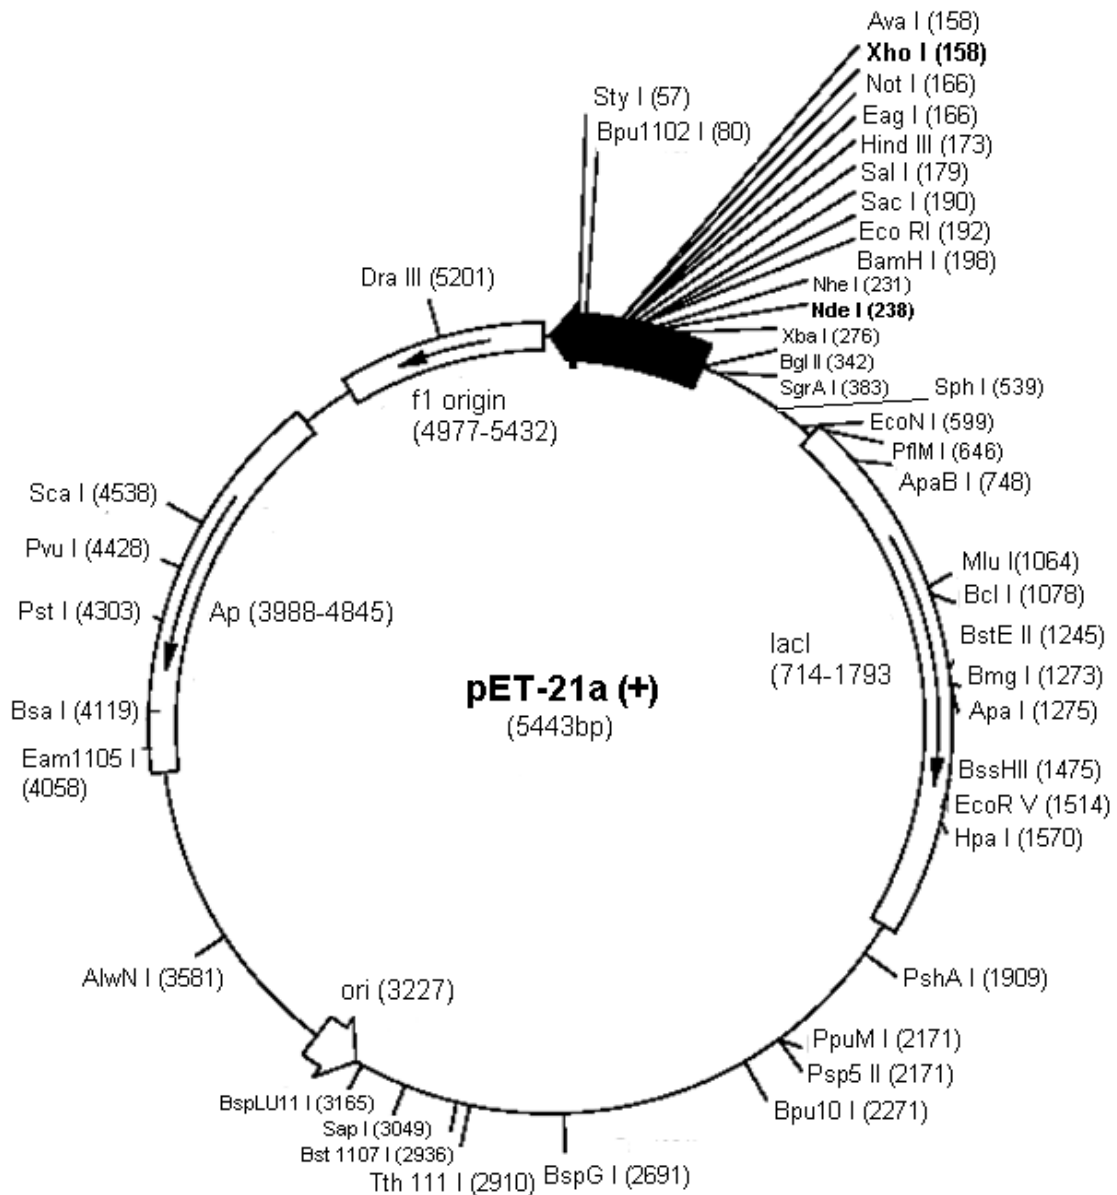 Ava I (158)
Xho I (158)
Not I (166)
Eag I (166)
Hind III (173)
Sal I (179)
Sac I (190)
Eco RI (192)
BamH I (198)
Nhe I (231)
Nde I (238)
Xba I (276)
Bgl II (342)
SgrA I (383)
Sph I (539)
EcoN I (599)
PflM I (646)
ApaB I (748)
Mlu I(1064)
Bcl I (1078)
BstE II (1245)
Bmg I (1273)
Apa I (1275)
BssHII (1475)
EcoR V (1514)
Hpa I (1570)
PshA I (1909)
PpuM I (2171)
Psp5 II (2171)
Bpu10 I (2271)
BspG I (2691)
Tth 111 I (2910)
Bst 1107 I (2936)
Sap I (3049)
BspLU11 I (3165)
ori (3227)
AlwN I (3581)
Eam1105 I
(4058)
Bsa I (4119)
Pst I (4303)
Pvu I (4428)
Sca I (4538)
Ap (3988-4845)
Dra III (5201)
f1 origin
(4977-5432)
Sty I (57)
Bpu1102 I (80)
lacI
(714-1793
pET-21a (+)
(5443bp)